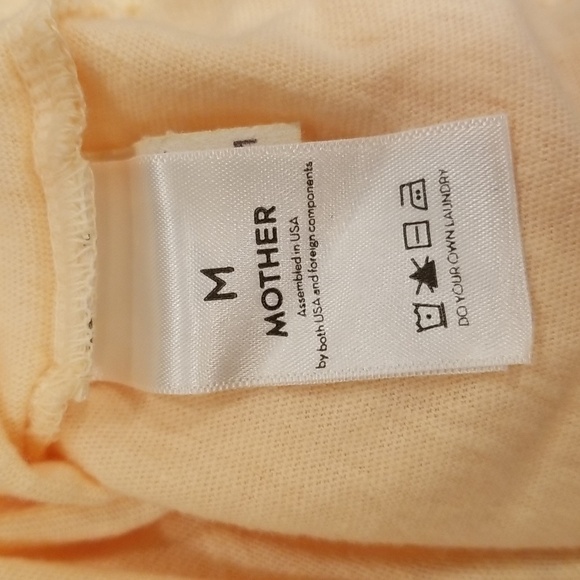 M
MOTHER
Assembled in USA
by both USA and foreign components
DO YOUR OWN LAUNDRY